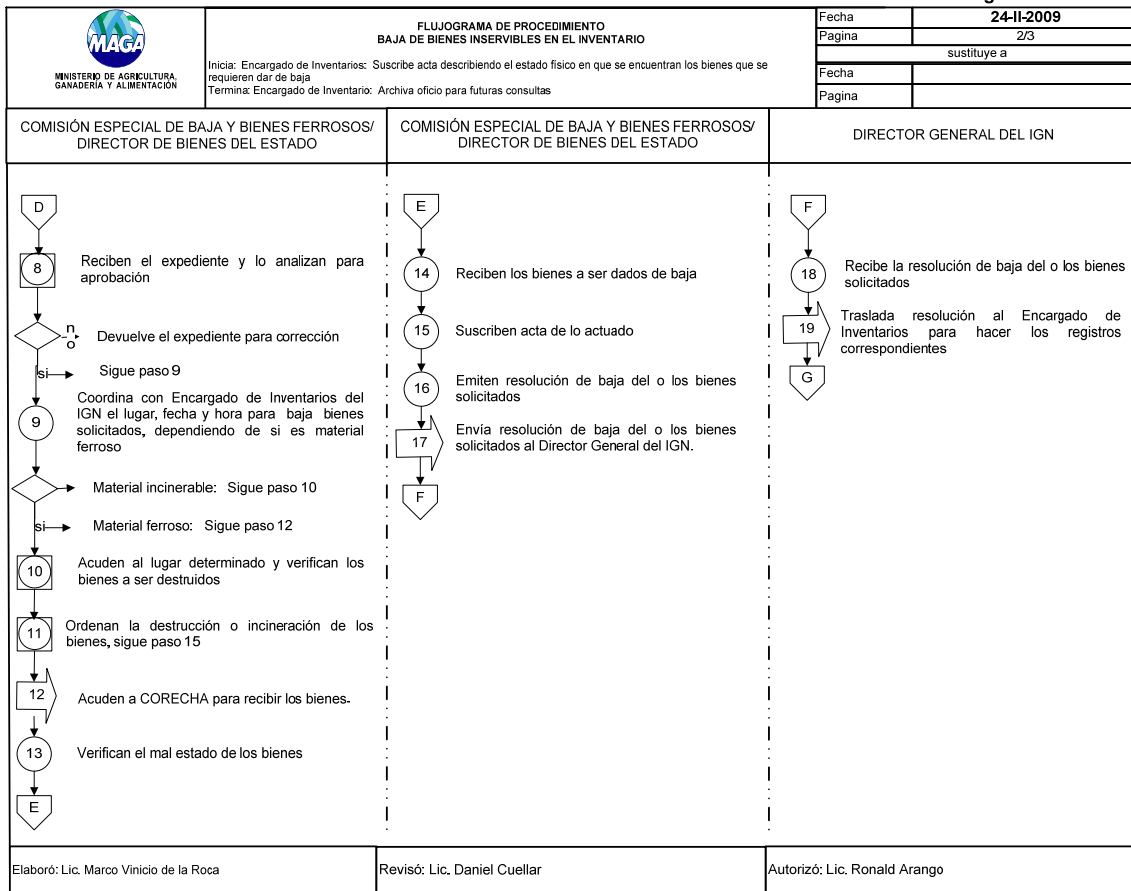 MAGA
MINISTERIO DE AGRICULTURA,
GANADERÍA Y ALIMENTACIÓN
FLUJOGRAMA DE PROCEDIMIENTO
BAJA DE BIENES INSERVIBLES EN EL INVENTARIO
Inicia: Encargado de Inventarios: Suscribe acta describiendo el estado físico en que se encuentran los bienes que se
requieren dar de baja
Termina: Encargado de Inventario: Archiva oficio para futuras consultas
Fecha 24-II-2009
Pagina 2/3
sustituye a
Fecha
Pagina
COMISIÓN ESPECIAL DE BAJA Y BIENES FERROSOS/
DIRECTOR DE BIENES DEL ESTADO
D
8 Reciben el expediente y lo analizan para
aprobación
no Devuelve el expediente para corrección
si Sigue paso 9
9 Coordina con Encargado de Inventarios del
IGN el lugar, fecha y hora para baja bienes
solicitados, dependiendo de si es material
ferroso
Material incinerable: Sigue paso 10
si Material ferroso: Sigue paso 12
10 Acuden al lugar determinado y verifican los
bienes a ser destruidos
11 Ordenan la destrucción o incineración de los
bienes, sigue paso 15
12 Acuden a CORECHA para recibir los bienes.
13 Verifican el mal estado de los bienes
E
COMISIÓN ESPECIAL DE BAJA Y BIENES FERROSOS/
DIRECTOR DE BIENES DEL ESTADO
E
14 Reciben los bienes a ser dados de baja
15 Suscriben acta de lo actuado
16 Emiten resolución de baja del o los bienes
solicitados
17 Envía resolución de baja del o los bienes
solicitados al Director General del IGN.
F
DIRECTOR GENERAL DEL IGN
F
18 Recibe la resolución de baja del o los bienes
solicitados
19 Traslada resolución al Encargado de
Inventarios para hacer los registros
correspondientes
G
Elaboró: Lic. Marco Vinicio de la Roca
Revisó: Lic. Daniel Cuellar
Autorizó: Lic. Ronald Arango